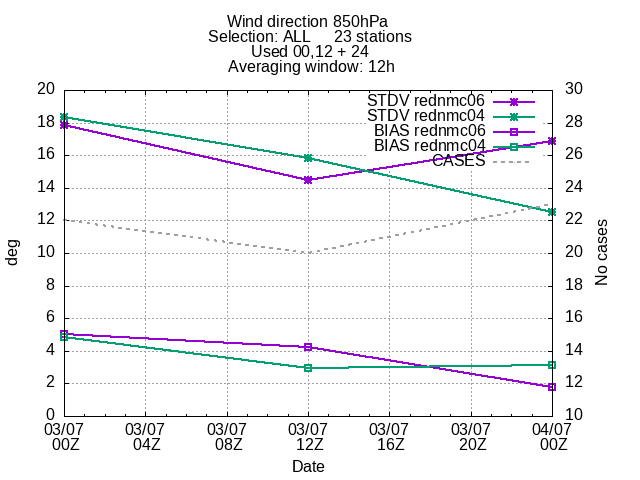 Wind direction 850hPa
Selection: ALL 23 stations
Used 00,12 + 24
Averaging window: 12h
STDV rednmc06
STDV rednmc04
BIAS rednmc06
BIAS rednmc04
CASES
20
18
16
14
12
10
8
6
4
2
0
deg
30
28
26
24
22
20
18
16
14
12
10
No cases
03/07 03/07 03/07 03/07 03/07 03/07 04/07
00Z 04Z 08Z 12Z 16Z 20Z 00Z
Date